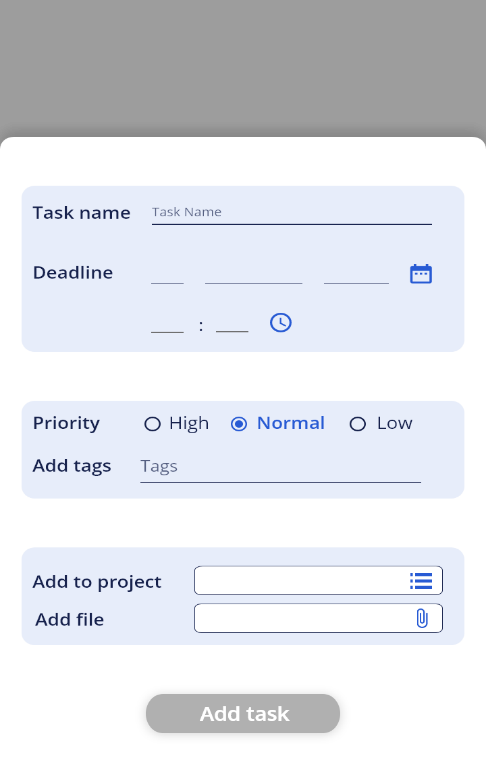 Task name Task Name
Deadline
:
Priority High Normal Low
Add tags Tags
Add to project
Add file
Add task